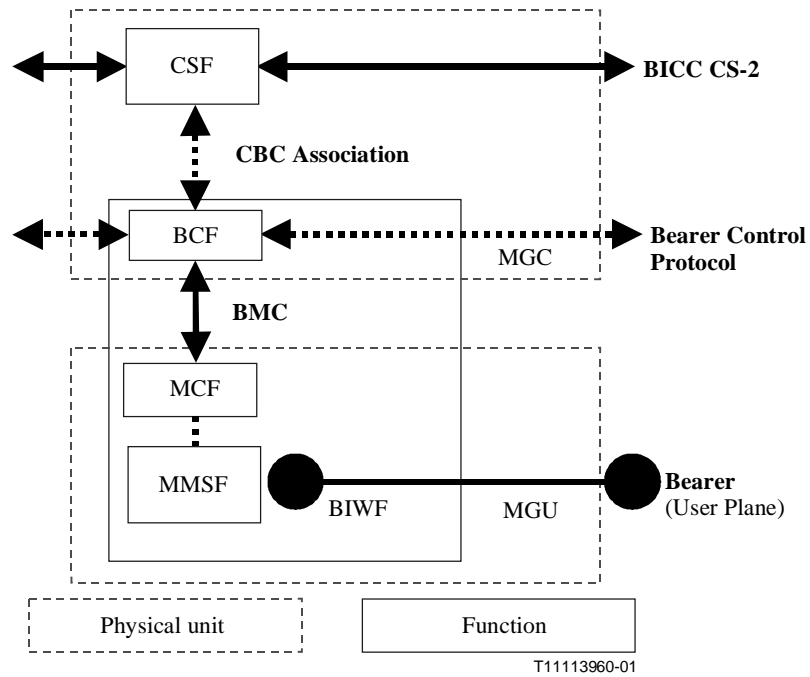 CSF
BICC CS-2
CBC Association
BCF
MGC
Bearer Control
Protocol
BMC
MCF
MMSF
BIWF
MGU
Bearer
(User Plane)
Physical unit
Function
T11113960-01